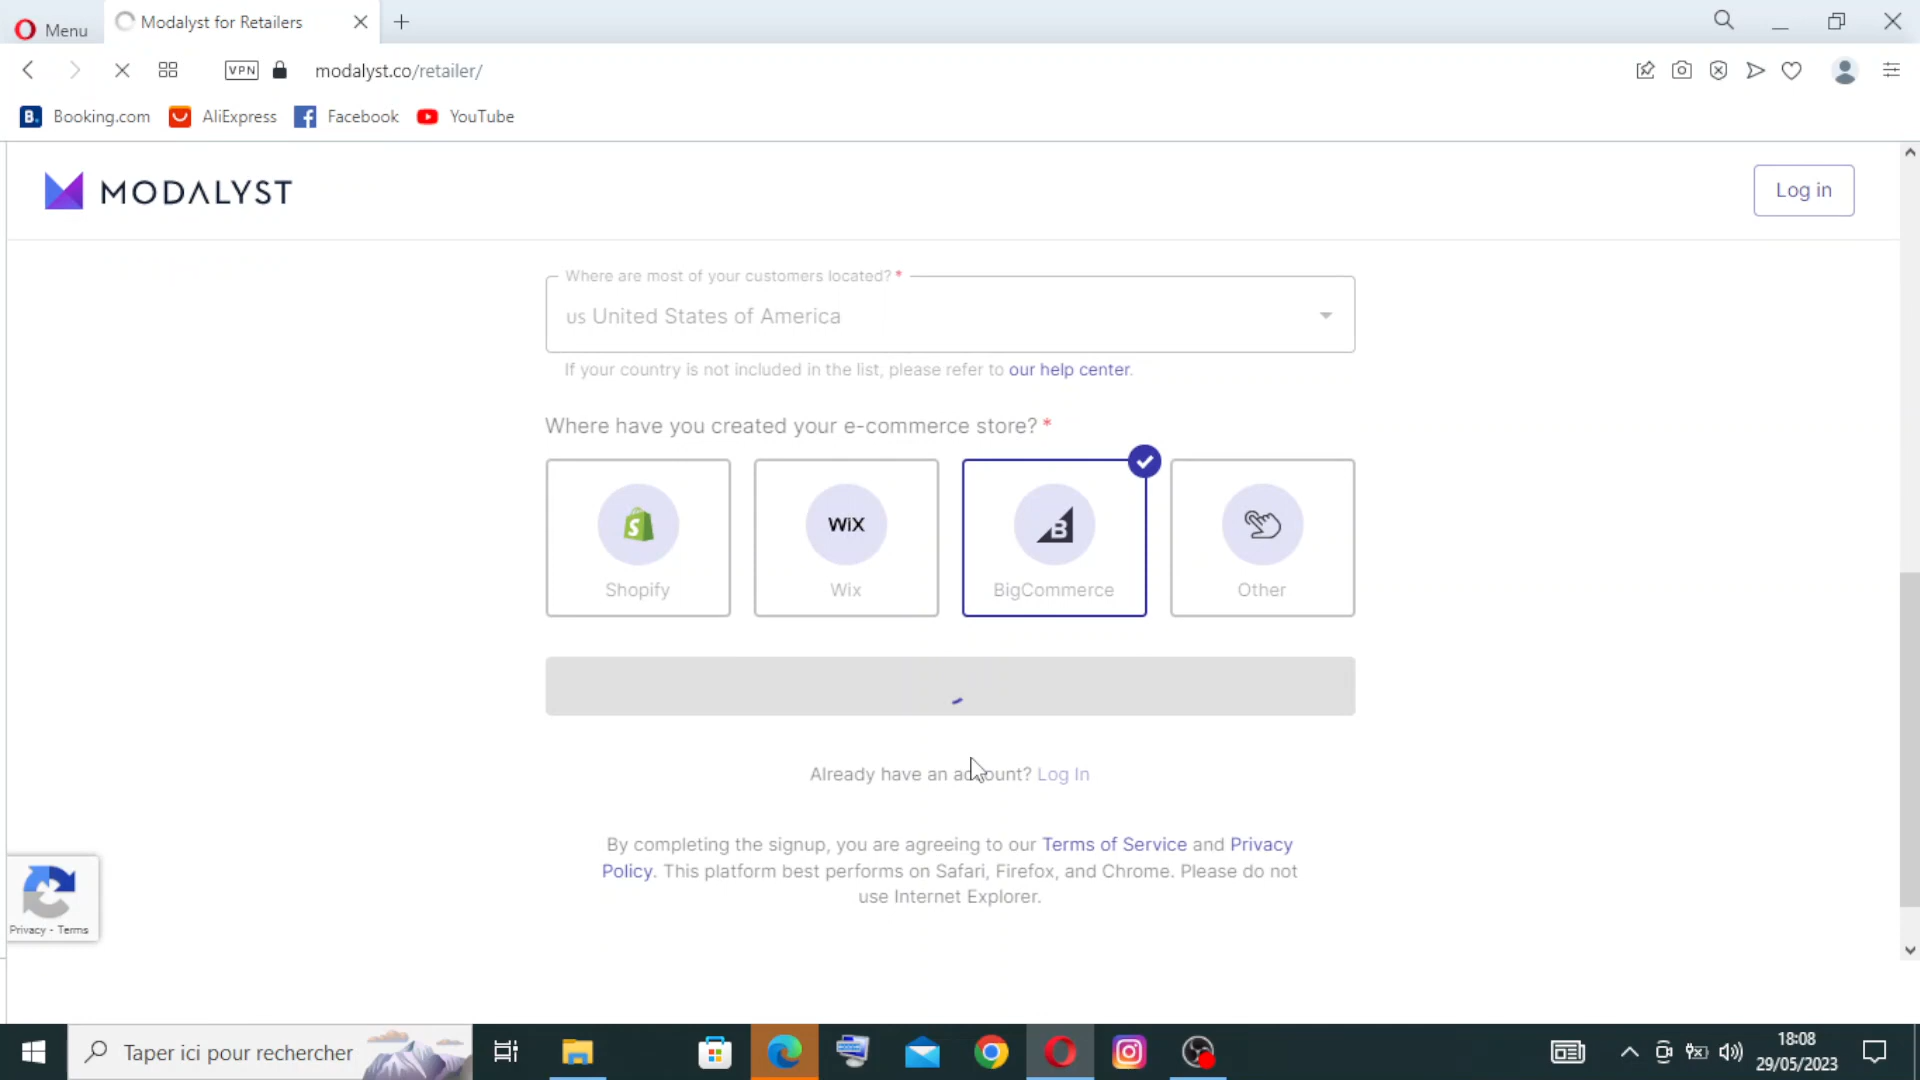 Menu
Modalyst for Retailers
VPN
modalyst.co/retailer/
B. Booking.com AliExpress Facebook YouTube
MODALYST
Log in
Where are most of your customers located? *
us United States of America
If your country is not included in the list, please refer to our help center.
Where have you created your e-commerce store? *
WiX
B
Shopify Wix BigCommerce Other
Already have an account? Log In
By completing the signup, you are agreeing to our Terms of Service and Privacy
Policy. This platform best performs on Safari, Firefox, and Chrome. Please do not
use Internet Explorer.
Privacy - Terms
Taper ici pour rechercher
18:08
29/05/2023